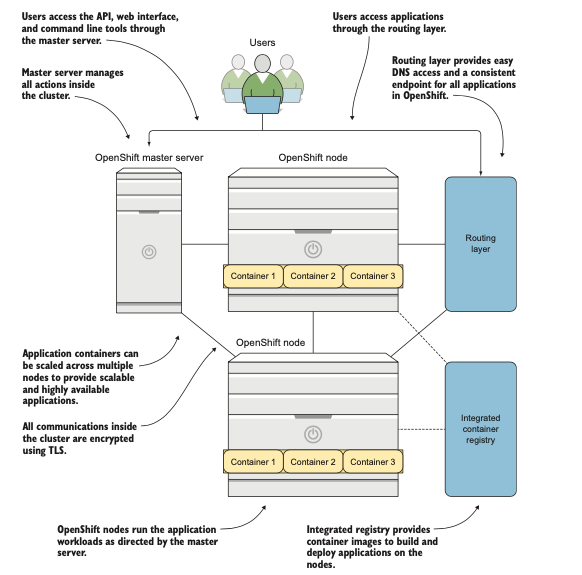 Users access the API, web interface,
and command line tools through
the master server.
Users
Users access applications
through the routing layer.
Master server manages
all actions inside
the cluster.
Routing layer provides easy
DNS access and a consistent
endpoint for all applications
in OpenShift.
OpenShift master server
OpenShift node
Routing
layer
Container 1
Container 2
Container 3
OpenShift node
Application containers can
be scaled across multiple
nodes to provide scalable
and highly available
applications.
All communications inside
the cluster are encrypted
using TLS.
Integrated
container
registry
Container 1
Container 2
Container 3
OpenShift nodes run the application
workloads as directed by the master
server.
Integrated registry provides
container images to build and
deploy applications on the
nodes.